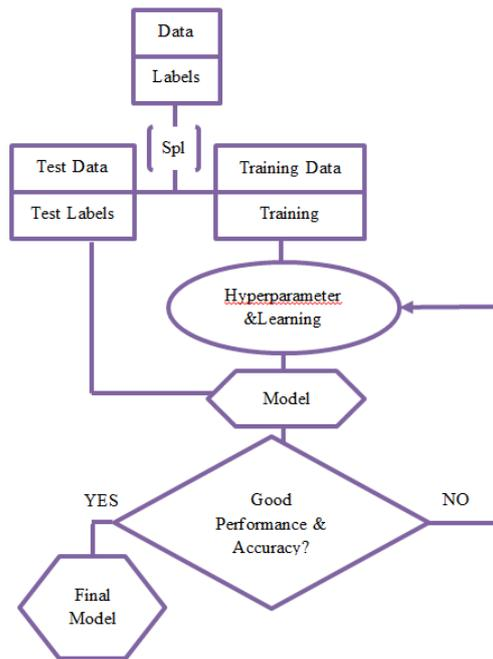 Data
Labels
Spl
Test Data
Test Labels
Training Data
Training
Hyperparameter
&Learning
Model
YES
Good
Performance &
Accuracy?
NO
Final
Model